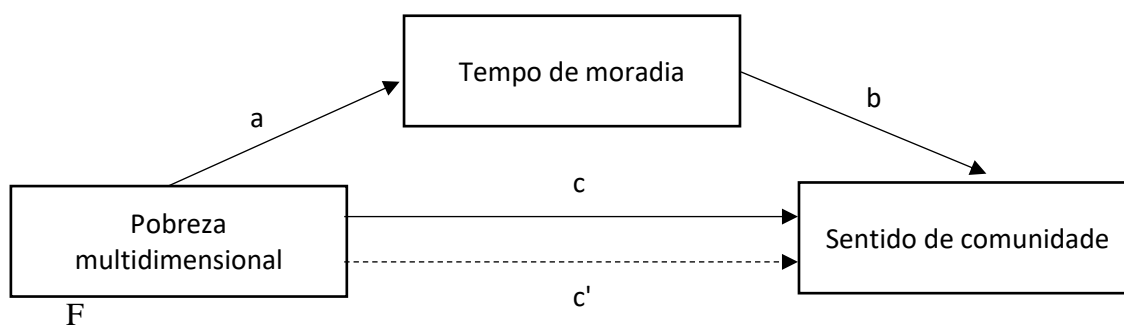 Tempo de moradia
a
b
c
Pobreza
multidimensional
Sentido de comunidade
c'
F